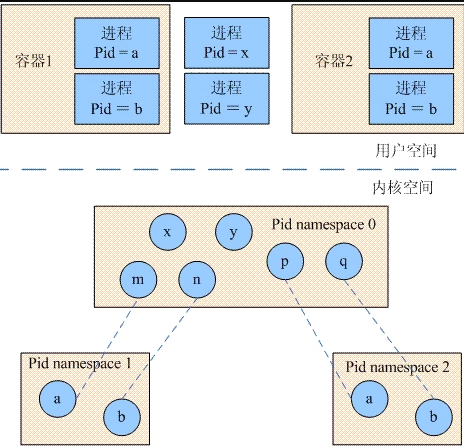 容器1
进程
Pid = a
进程
Pid = b
进程
Pid = x
进程
Pid = y
容器2
进程
Pid = a
进程
Pid = b
用户空间
内核空间
Pid namespace 0
x
y
p
q
m
n
Pid namespace 1
a
b
Pid namespace 2
a
b